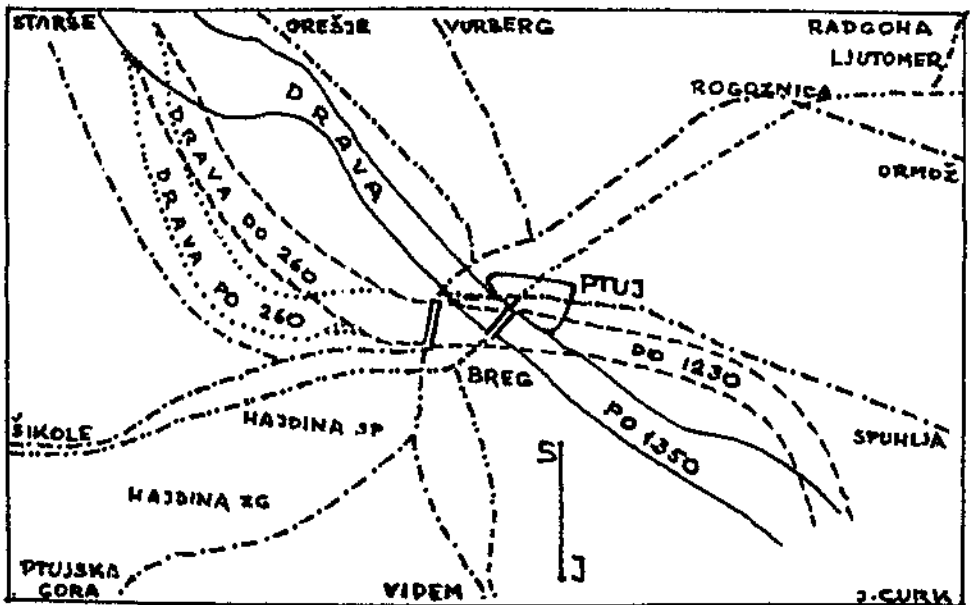 STARŠE
OREŠJE
VURBERG
RADGONA
LJUTOMER
ROGOZNICA
ORMOŽ
DRAVA
DRAVA DO 260
DRAVA PO 260
PTUJ
DO 1230
PO 1350
BREG
SPUHLJA
ŠIKOLE
HAJDINA SP
HAJDINA ZG
S
J
PTUJSKA
GORA
VIDEM
J. CURK